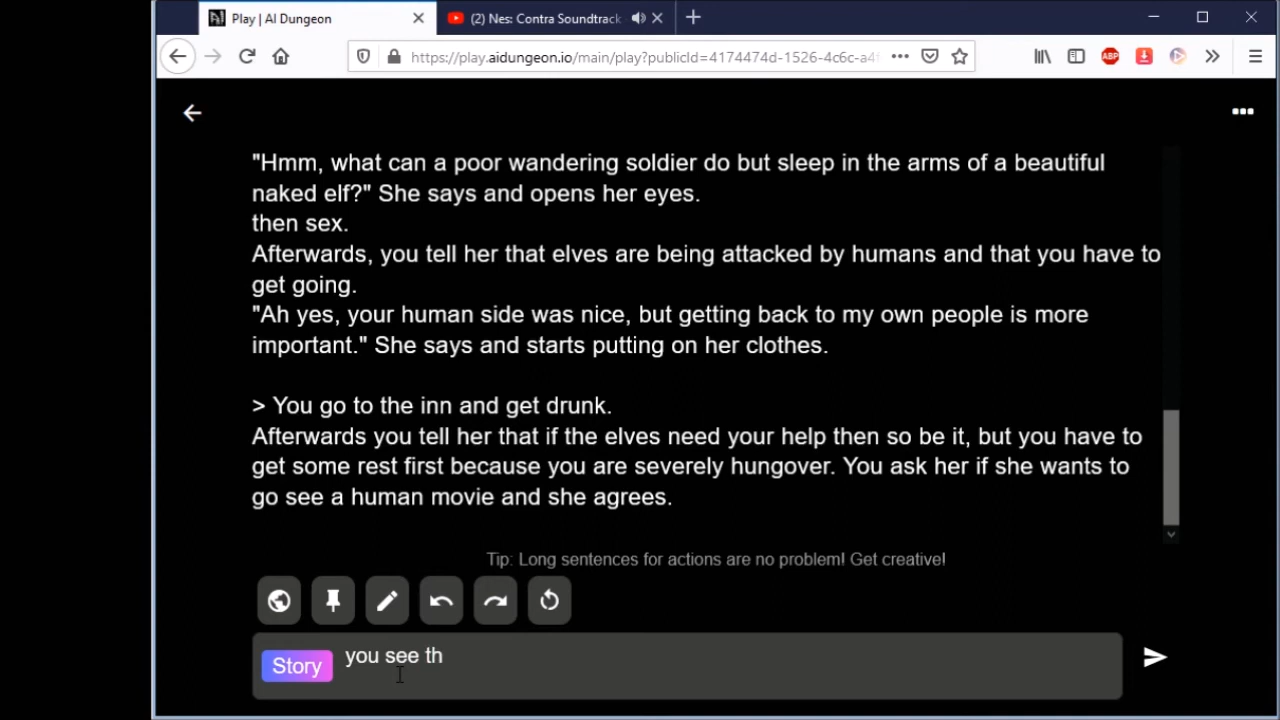 Play | AI Dungeon
(2) Nes: Contra Soundtrack
https://play.aidungeon.io/main/play?publicId=4174474d-1526-4c6c-a4
ABP
"Hmm, what can a poor wandering soldier do but sleep in the arms of a beautiful
naked elf?" She says and opens her eyes.
then sex.
Afterwards, you tell her that elves are being attacked by humans and that you have to
get going.
"Ah yes, your human side was nice, but getting back to my own people is more
important." She says and starts putting on her clothes.
> You go to the inn and get drunk.
Afterwards you tell her that if the elves need your help then so be it, but you have to
get some rest first because you are severely hungover. You ask her if she wants to
go see a human movie and she agrees.
Tip: Long sentences for actions are no problem! Get creative!
Story you see th